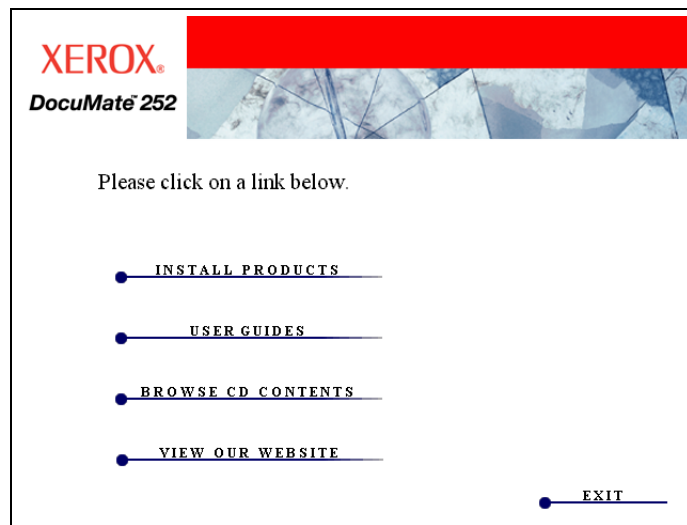 XEROX®
DocuMate™ 252
Please click on a link below.
INSTALL PRODUCTS
USER GUIDES
BROWSE CD CONTENTS
VIEW OUR WEBSITE
EXIT